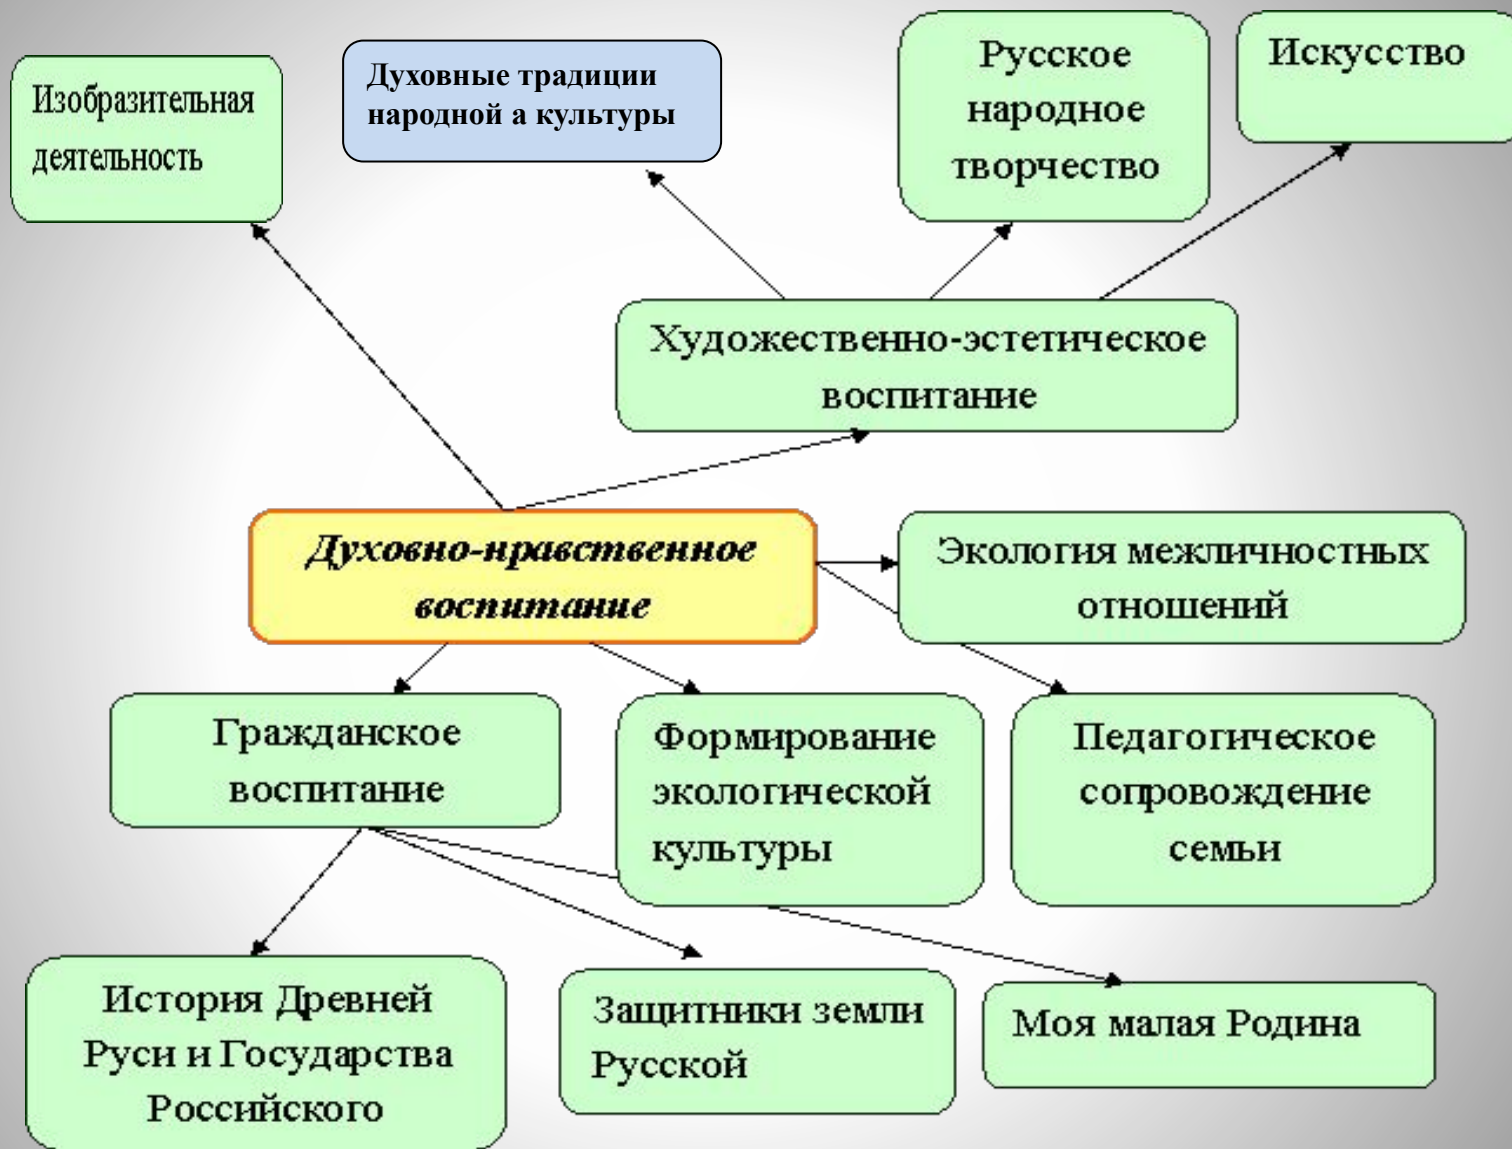 Изобразительная
деятельность
Духовные традиции
народной а культуры
Русское
народное
творчество
Искусство
Художественно-эстетическое
воспитание
Духовно-нравственное
воспитание
Экология межличностных
отношений
Гражданское
воспитание
Формирование
экологической
культуры
Педагогическое
сопровождение
семьи
История Древней
Руси и Государства
Российского
Защитники земли
Русской
Моя малая Родина